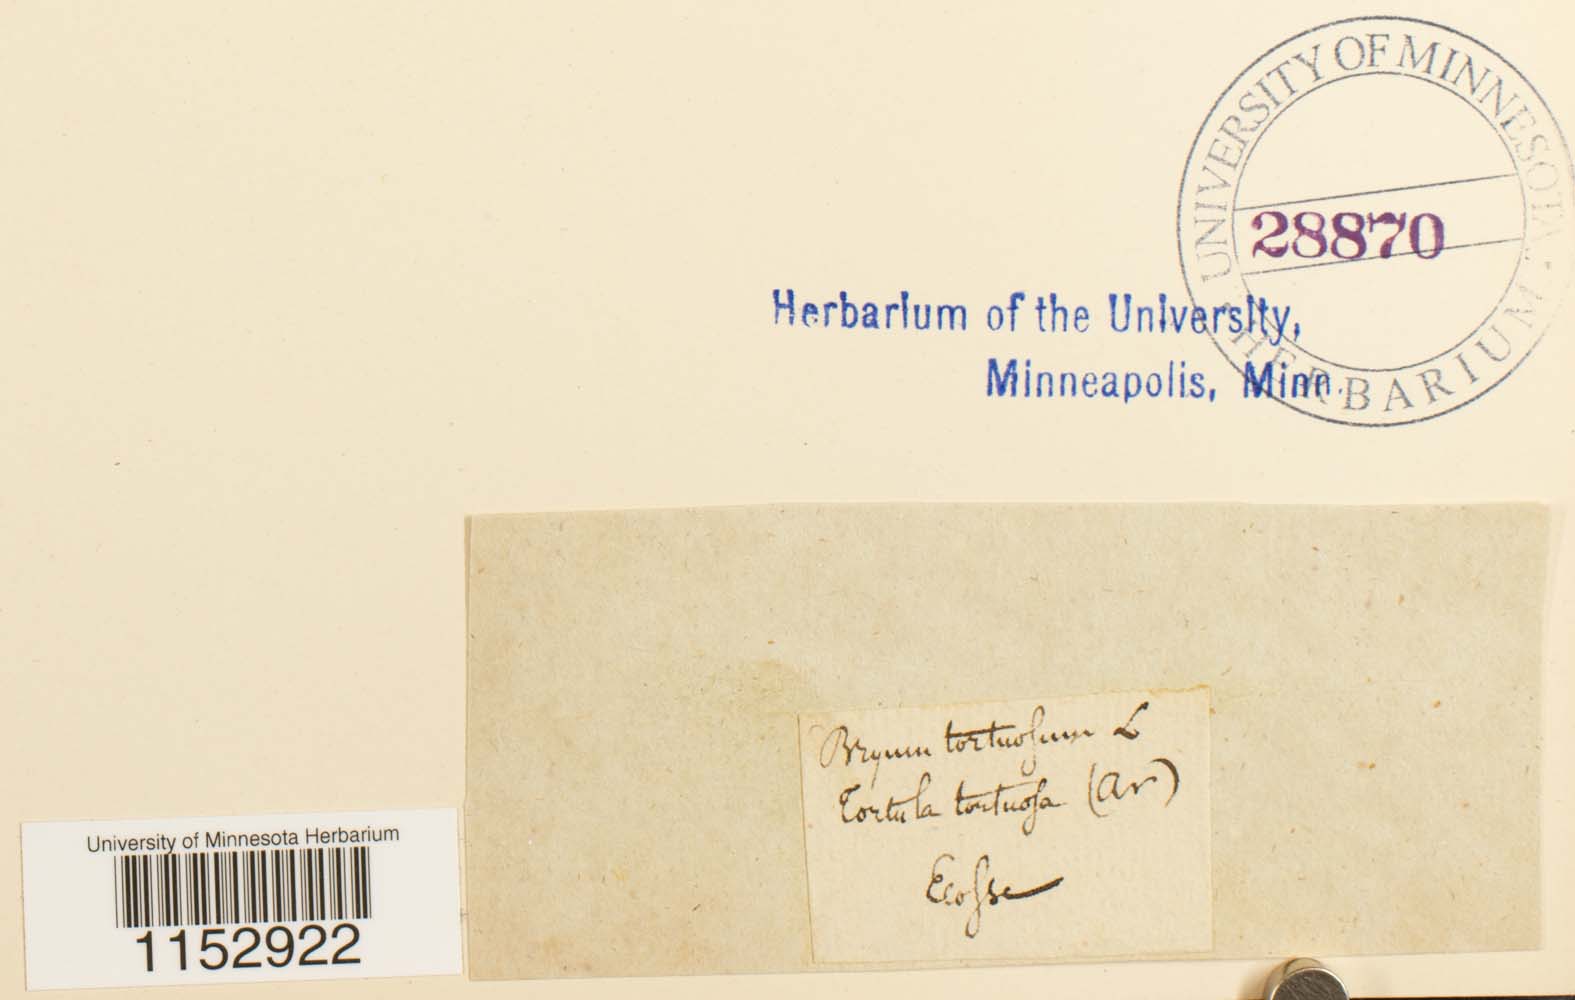 UNIVERSITY OF MINNESOTA
28870
HERBARIUM
Herbarium of the University,
Minneapolis, Minn.
Bryum tortuosum L
Tortula tortuosa (Ar)
Ecosse
University of Minnesota Herbarium
1152922